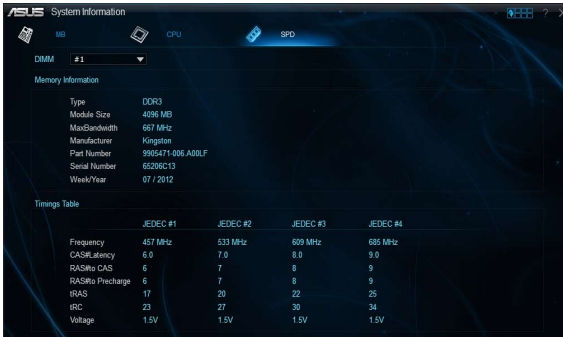 ASUS System Information ?
MB CPU SPD
DIMM #1
Memory Information
Type DDR3
Module Size 4096 MB
MaxBandwidth 667 MHz
Manufacturer Kingston
Part Number 9905471-006.A00LF
Serial Number 65206C13
Week/Year 07 / 2012
Timings Table
JEDEC #1 JEDEC #2 JEDEC #3 JEDEC #4
Frequency 457 MHz 533 MHz 609 MHz 685 MHz
CAS#Latency 6.0 7.0 8.0 9.0
RAS#to CAS 6 7 8 9
RAS#to Precharge 6 7 8 9
tRAS 17 20 22 25
tRC 23 27 30 34
Voltage 1.5V 1.5V 1.5V 1.5V